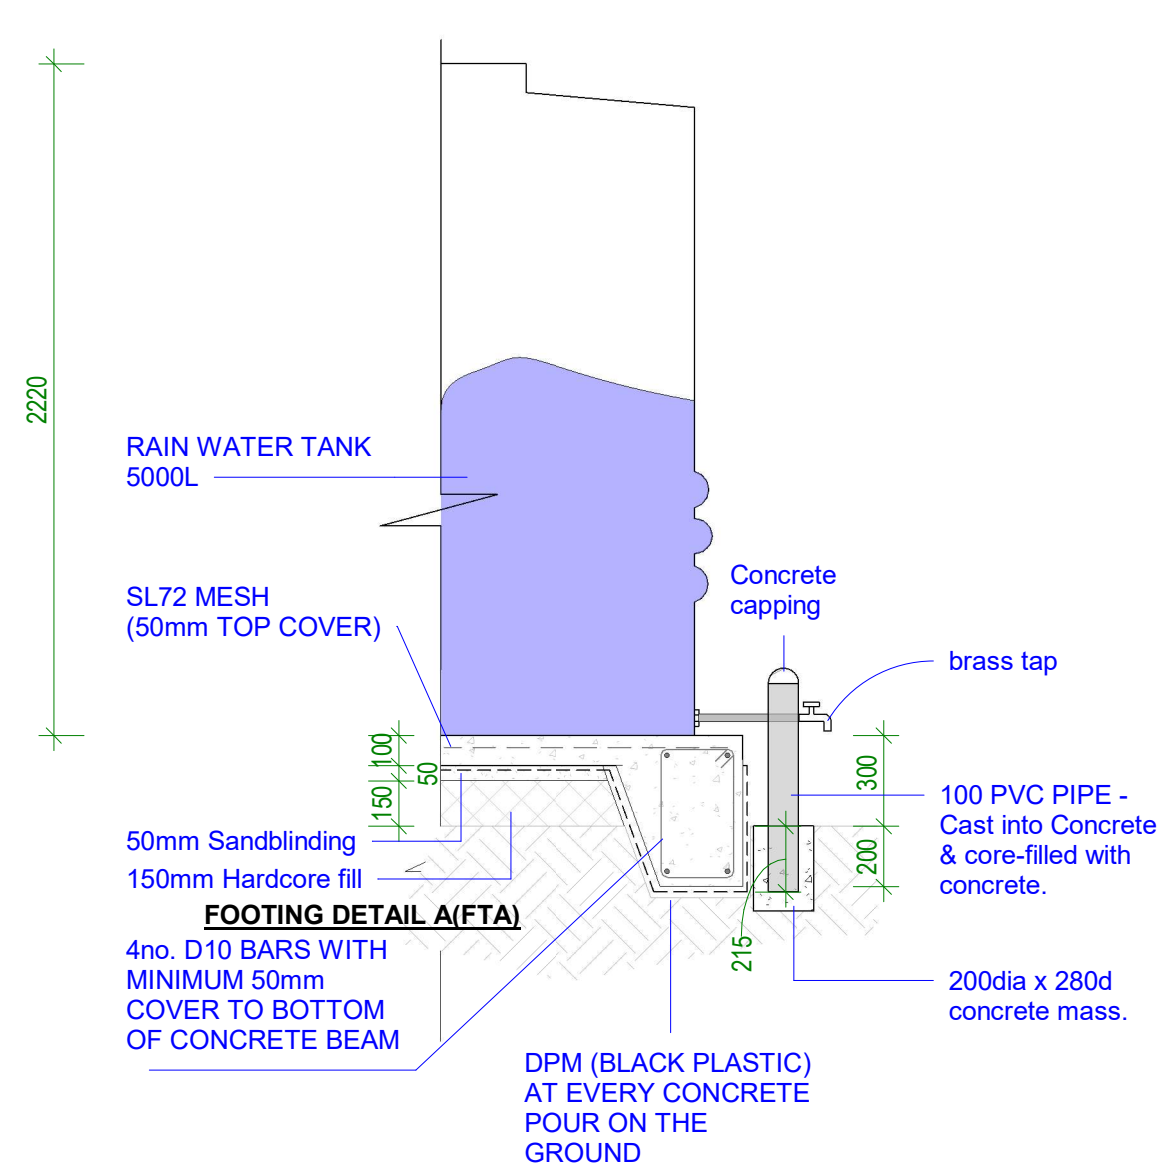 2220
RAIN WATER TANK
5000L
SL72 MESH
(50mm TOP COVER)
Concrete
capping
brass tap
100
50
150
300
200
215
100 PVC PIPE -
Cast into Concrete
& core-filled with
concrete.
50mm Sandblinding
150mm Hardcore fill
FOOTING DETAIL A(FTA)
4no. D10 BARS WITH
MINIMUM 50mm
COVER TO BOTTOM
OF CONCRETE BEAM
200dia x 280d
concrete mass.
DPM (BLACK PLASTIC)
AT EVERY CONCRETE
POUR ON THE
GROUND